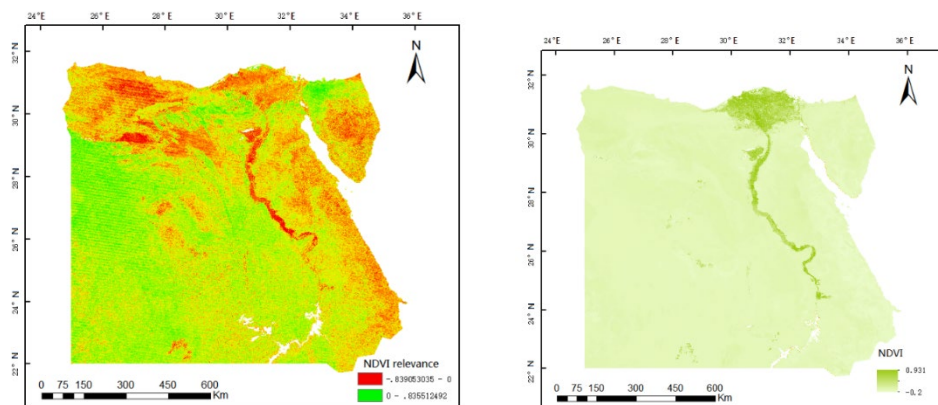 24°E 26°E 28°E 30°E 32°E 34°E 36°E
N
32°N
30°N
28°N
26°N
24°N
22°N
NDVI relevance
-.839053035 - 0
0 - .835512492
0 75 150 300 450 600
Km
24°E 26°E 28°E 30°E 32°E 34°E 36°E
N
32°N
30°N
28°N
26°N
24°N
22°N
NDVI
0.931
-0.2
0 75 150 300 450 600
Km